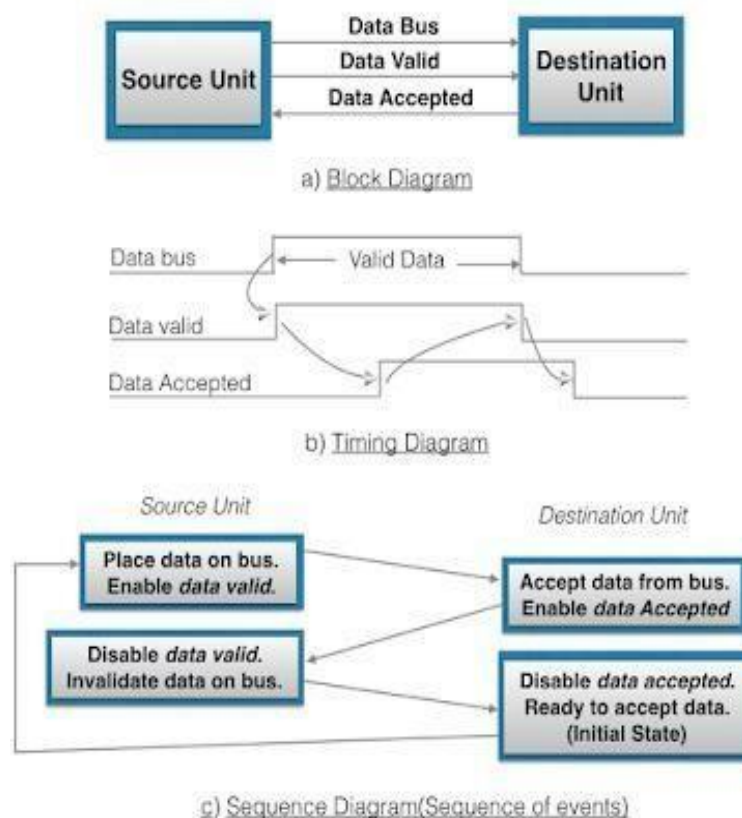 Data Bus
Source Unit
Data Valid
Destination
Unit
Data Accepted
a) Block Diagram
Data bus
Valid Data
Data valid
Data Accepted
b) Timing Diagram
Source Unit
Destination Unit
Place data on bus.
Enable data valid.
Accept data from bus.
Enable data Accepted
Disable data valid.
Invalidate data on bus.
Disable data accepted.
Ready to accept data.
(Initial State)
c) Sequence Diagram(Sequence of events)